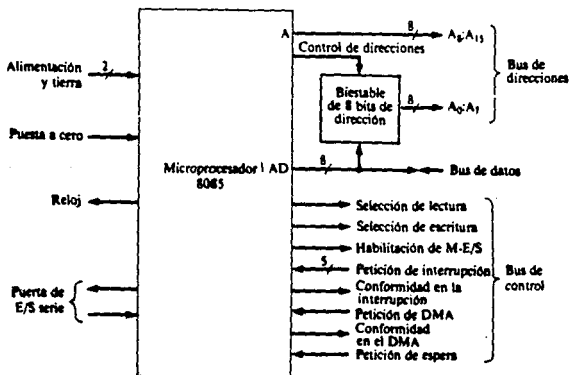 A
8
A8:A15
Control de direcciones
Bus de
direcciones
Alimentación
y tierra
2
Biestable
de 8 bits de
dirección
8
A0:A7
Puesta a cero
Microprocesador
8085
AD
8
Bus de datos
Reloj
Selección de lectura
Selección de escritura
Habilitación de M-E/S
5
Petición de interrupción
Conformidad en la
interrupción
Petición de DMA
Conformidad
en el DMA
Petición de espera
Bus de
control
Puerta de
E/S serie